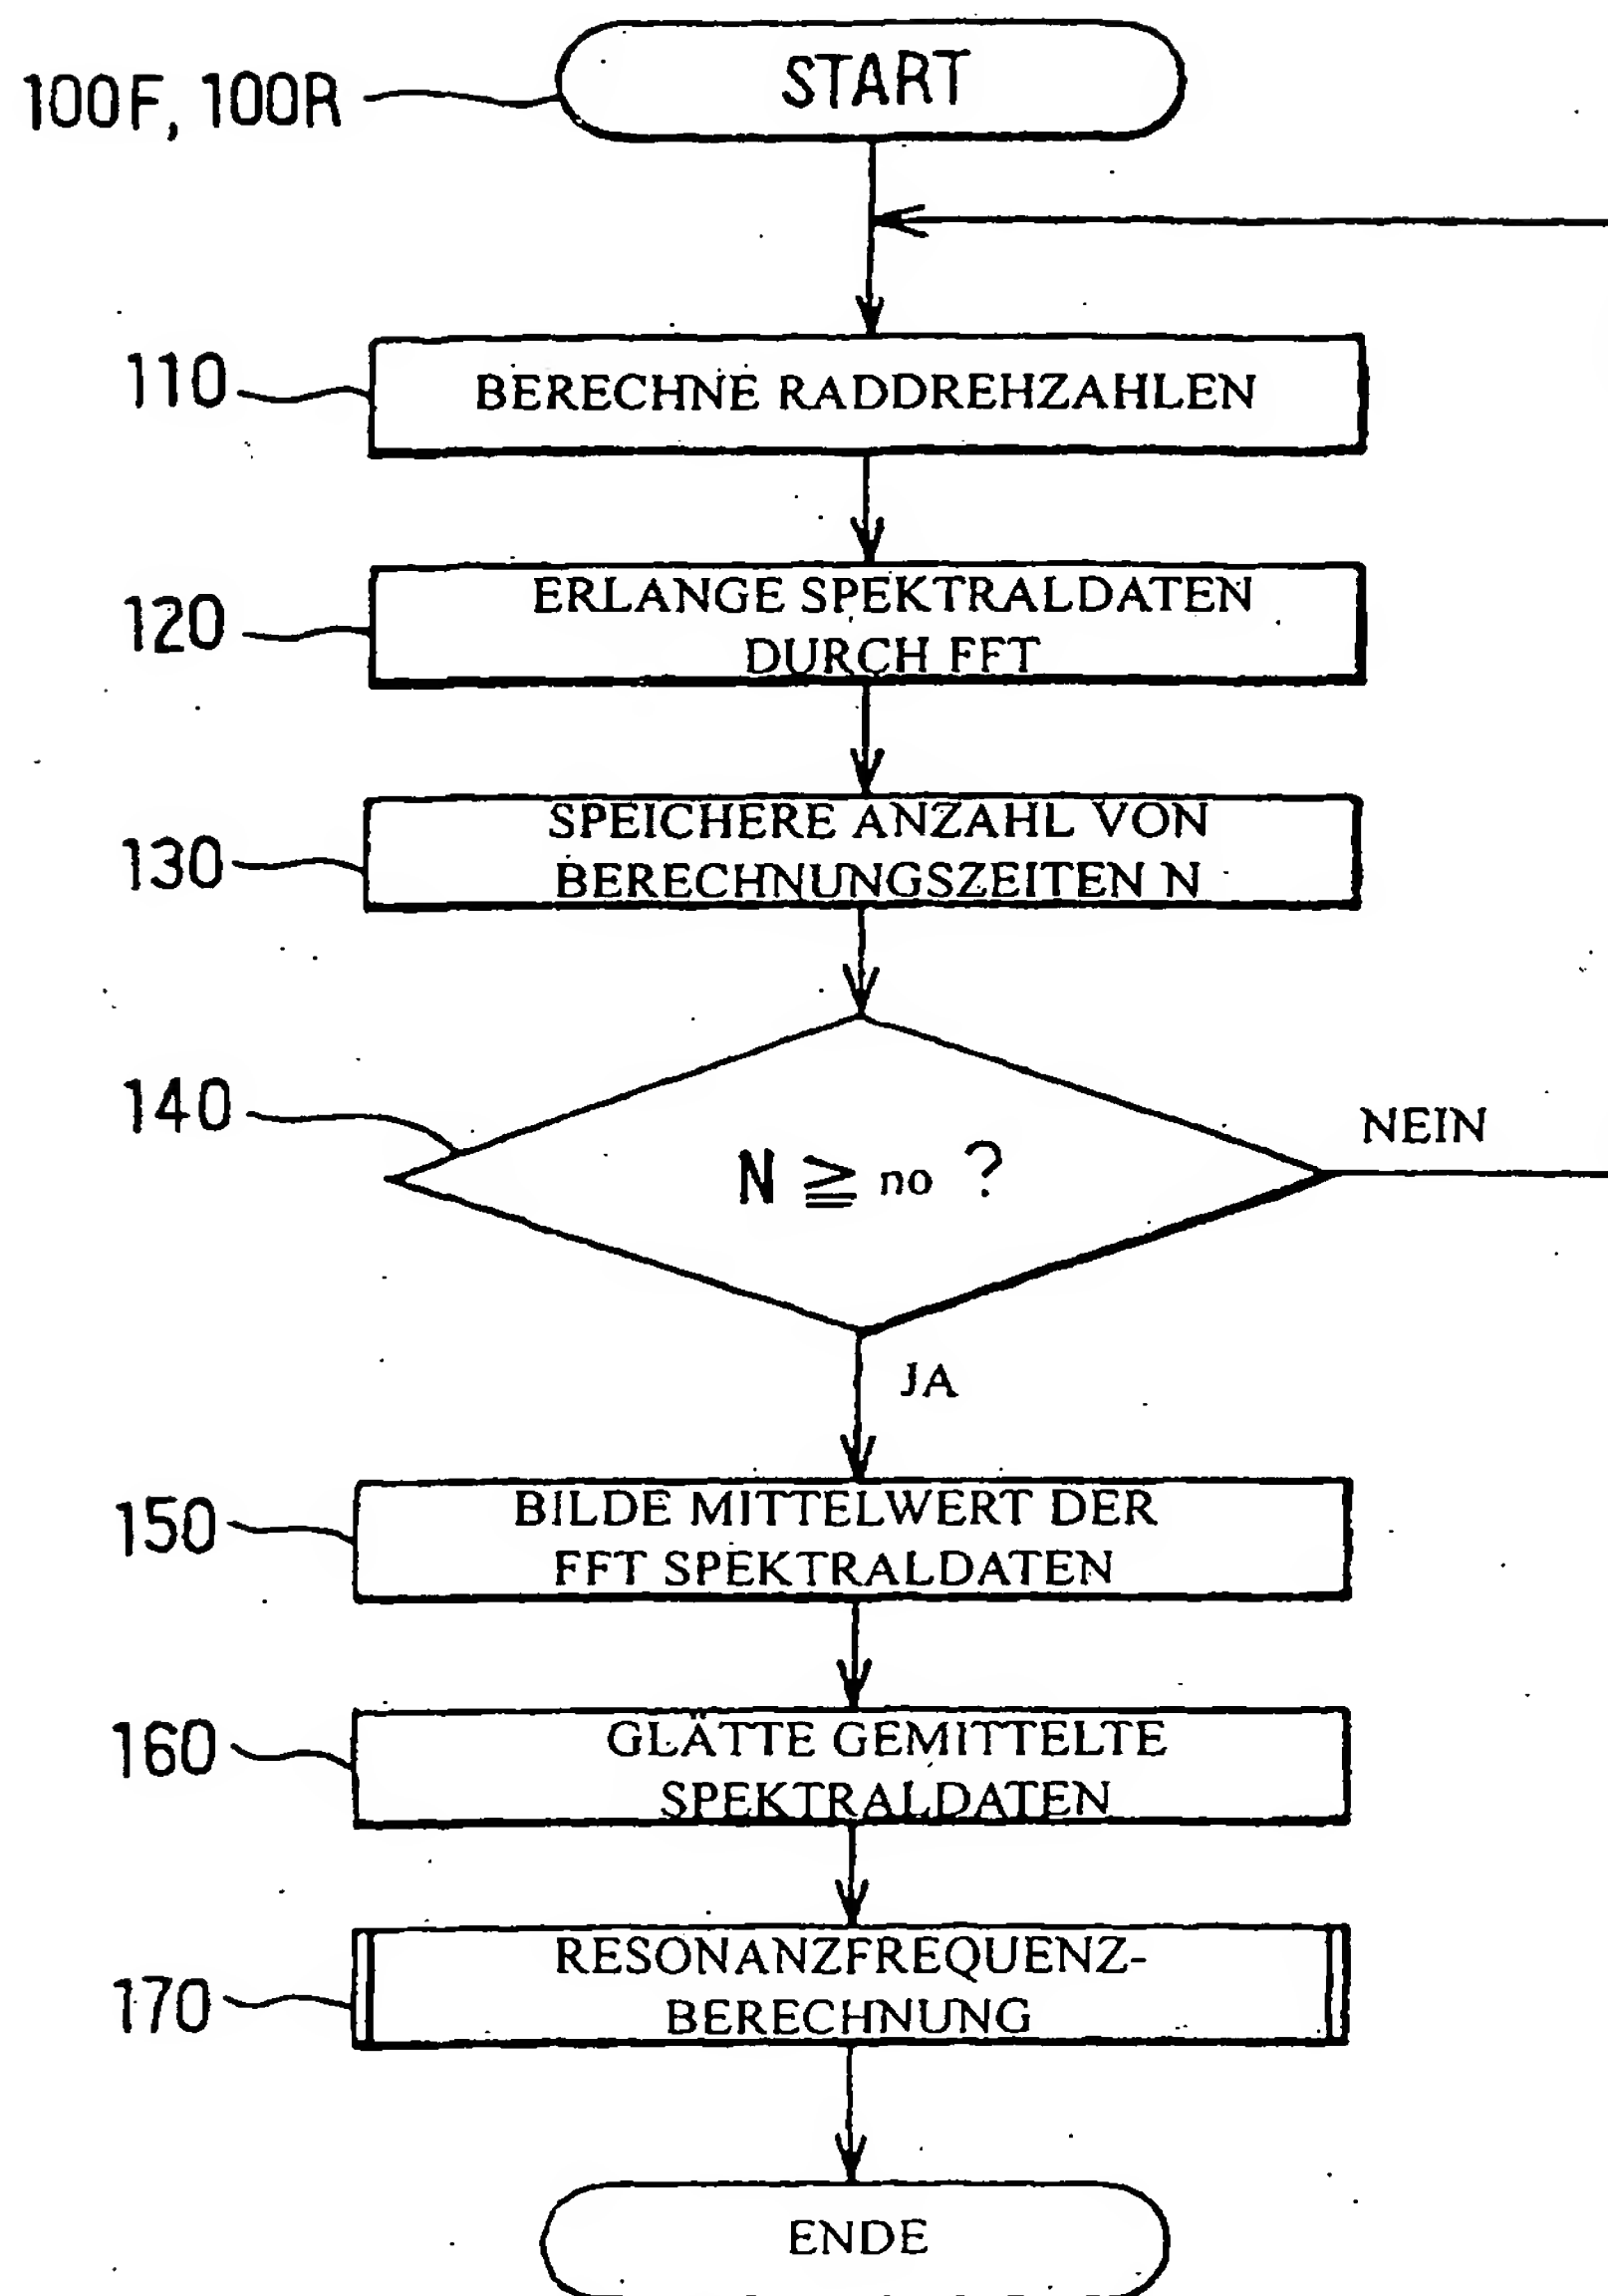 START
100F, 100R
110
BERECHNE RADDREHZAHLEN
120
ERLANGE SPEKTRALDATEN
DURCH FFT
130
SPEICHERE ANZAHL VON
BERECHNUNGSZEITEN N
140
N ≧ no ?
NEIN
JA
150
BILDE MITTELWERT DER
FFT SPEKTRALDATEN
160
GLÄTTE GEMITTELTE
SPEKTRALDATEN
170
RESONANZFREQUENZ-
BERECHNUNG
ENDE